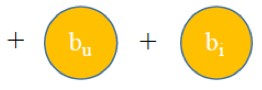 + b_u + b_i